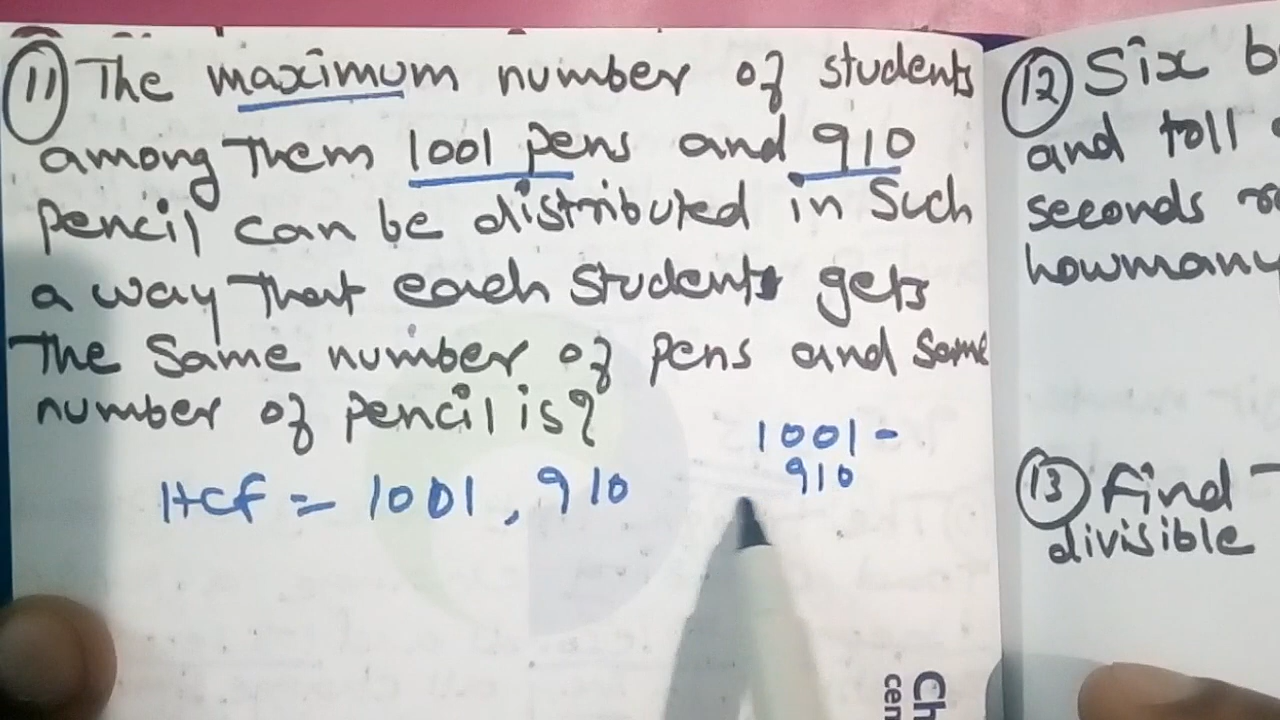 11 The maximum number of students
among Them 1001 pens and 910
pencil can be distributed in Such
a way That each students gets
The Same number of pens and Same
number of pencil is?
1001 -
910
Hcf = 1001, 910
Ch
cen
12 Six b
and toll
seconds
howmany
13 Find
divisible